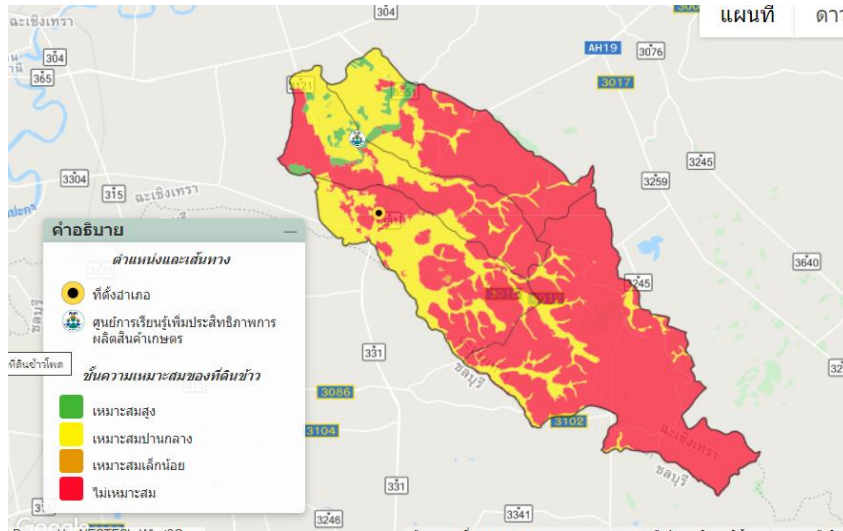 ฉะเชิงเทรา
304
304
365
3121
3551
AH19
3076
3017
แผนที่
3304
315
ฉะเชิงเทรา
3245
3259
331
3245
3640
คำอธิบาย
ตำแหน่งและเส้นทาง
ที่ตั้งอำเภอ
ศูนย์การเรียนรู้เพิ่มประสิทธิภาพการ
ผลิตสินค้าเกษตร
ที่ดินข้าวโพด
ชั้นความเหมาะสมของที่ดินข้าว
เหมาะสมสูง
เหมาะสมปานกลาง
เหมาะสมเล็กน้อย
ไม่เหมาะสม
331
ชลบุรี
ชลบุรี
3086
3104
3102
ฉะเชิงเทรา
ชลบุรี
331
3246
3341